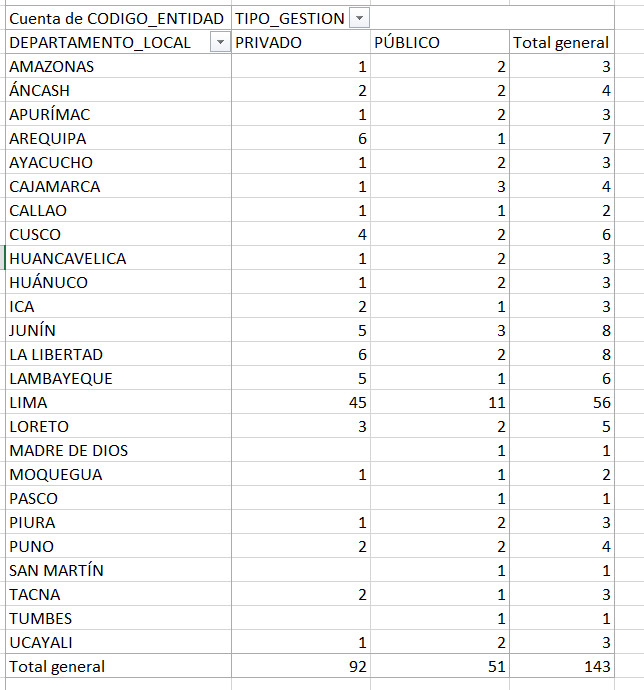 Cuenta de CODIGO_ENTIDAD TIPO_GESTION
DEPARTAMENTO_LOCAL PRIVADO PÚBLICO Total general
AMAZONAS 1 2 3
ÁNCASH 2 2 4
APURÍMAC 1 2 3
AREQUIPA 6 1 7
AYACUCHO 1 2 3
CAJAMARCA 1 3 4
CALLAO 1 1 2
CUSCO 4 2 6
HUANCAVELICA 1 2 3
HUÁNUCO 1 2 3
ICA 2 1 3
JUNÍN 5 3 8
LA LIBERTAD 6 2 8
LAMBAYEQUE 5 1 6
LIMA 45 11 56
LORETO 3 2 5
MADRE DE DIOS 1 1
MOQUEGUA 1 1 2
PASCO 1 1
PIURA 1 2 3
PUNO 2 2 4
SAN MARTÍN 1 1
TACNA 2 1 3
TUMBES 1 1
UCAYALI 1 2 3
Total general 92 51 143